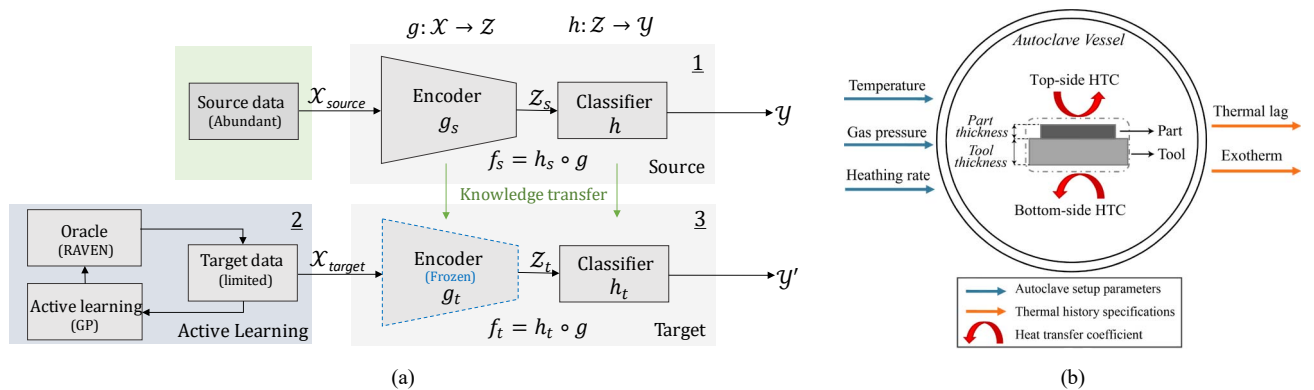 g: 𝒳 → 𝒵
h: 𝒵 → 𝒴
1
Source data
(Abundant)
𝒳source
Encoder
gs
𝒵s
Classifier
h
𝒴
fs = hs ∘ g
Source
Knowledge transfer
2
Oracle
(RAVEN)
Target data
(limited)
Active learning
(GP)
Active Learning
𝒳target
3
Encoder
(Frozen)
gt
𝒵t
Classifier
ht
𝒴′
ft = ht ∘ g
Target
(a)
Autoclave Vessel
Temperature
Gas pressure
Heathing rate
Top-side HTC
Part
thickness
Tool
thickness
Part
Tool
Bottom-side HTC
Thermal lag
Exotherm
Autoclave setup parameters
Thermal history specifications
Heat transfer coefficient
(b)